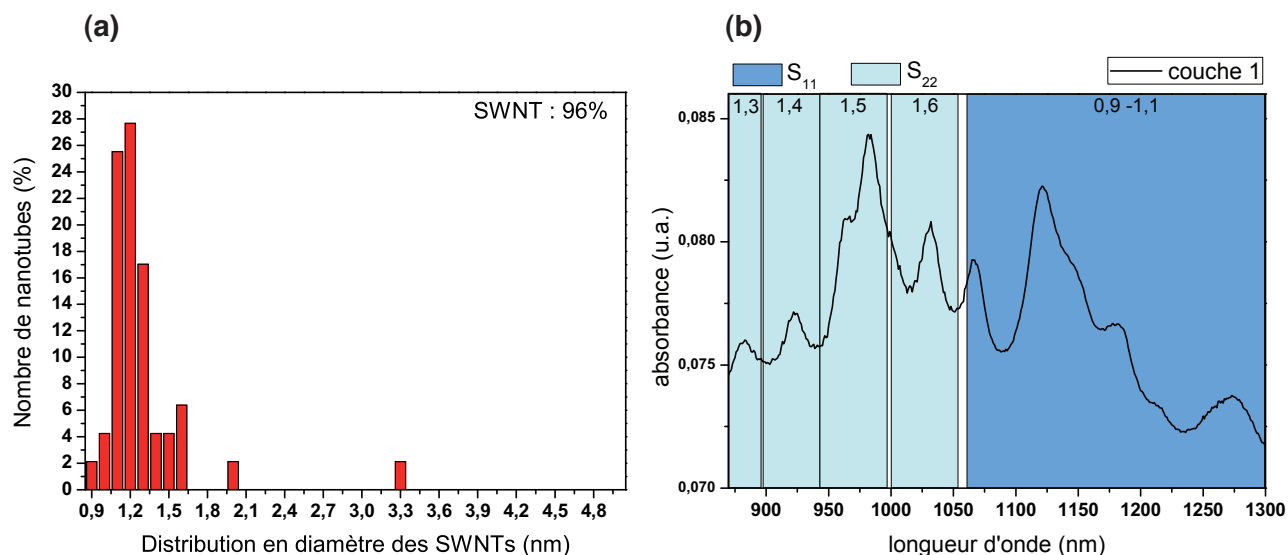 (a)
SWNT : 96%
Nombre de nanotubes (%)
30
28
26
24
22
20
18
16
14
12
10
8
6
4
2
0
0,9 1,2 1,5 1,8 2,1 2,4 2,7 3,0 3,3 3,6 3,9 4,2 4,5 4,8
Distribution en diamètre des SWNTs (nm)
(b)
S11 S22 couche 1
1,3 1,4 1,5 1,6 0,9 -1,1
absorbance (u.a.)
0,085
0,080
0,075
0,070
900 950 1000 1050 1100 1150 1200 1250 1300
longueur d'onde (nm)